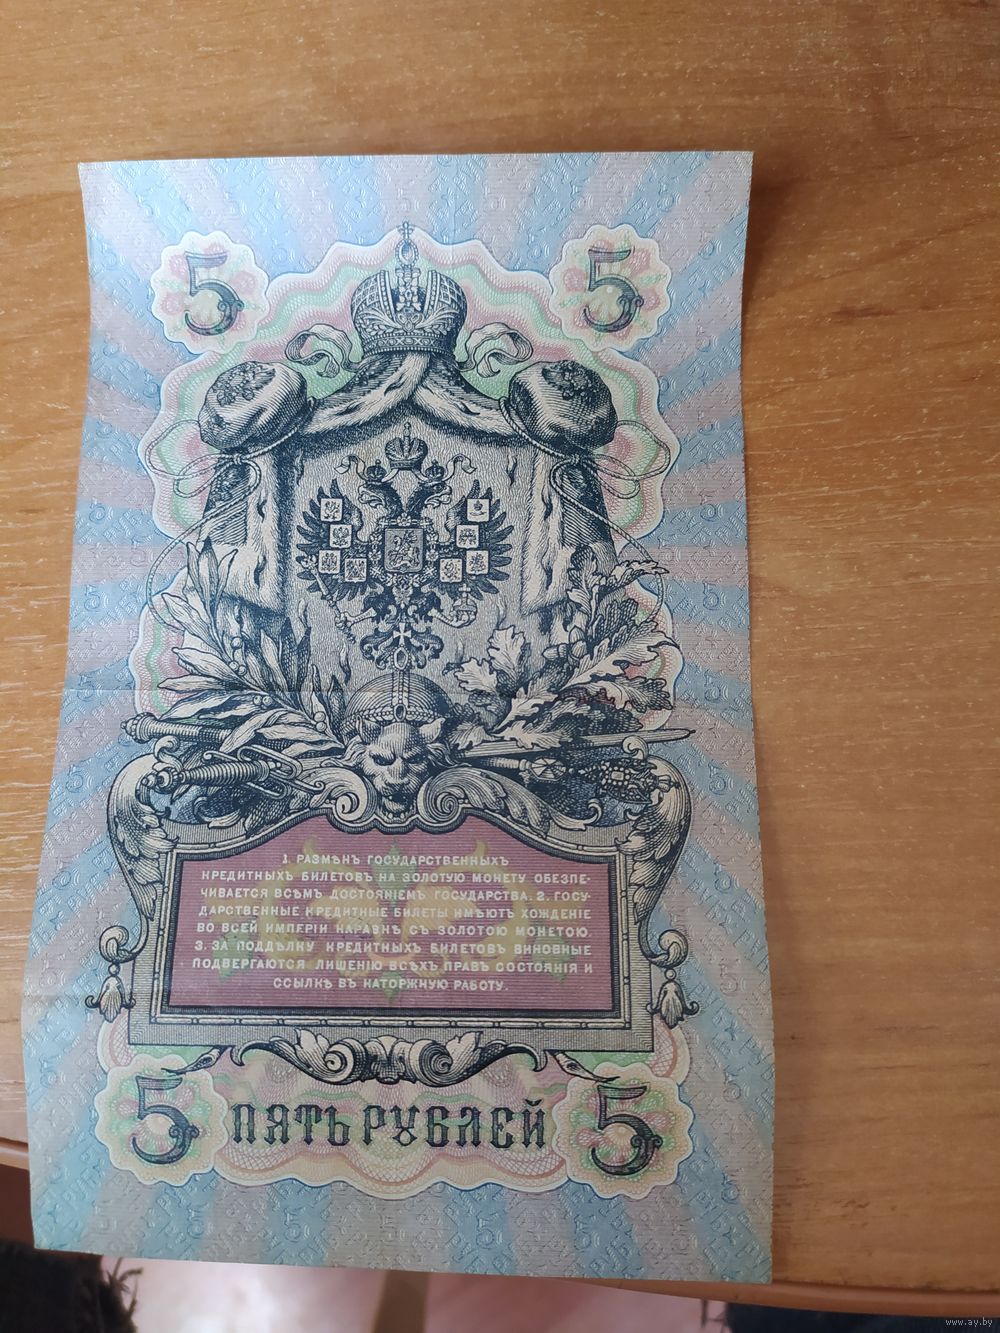 5 5
1. РАЗМѢНЪ ГОСУДАРСТВЕННЫХЪ
КРЕДИТНЫХЪ БИЛЕТОВЪ НА ЗОЛОТУЮ МОНЕТУ ОБЕЗПЕ-
ЧИВАЕТСЯ ВСѢМЪ ДОСТОЯНІЕМЪ ГОСУДАРСТВА. 2. ГОСУ-
ДАРСТВЕННЫЕ КРЕДИТНЫЕ БИЛЕТЫ ИМѢЮТЪ ХОЖДЕНІЕ
ВО ВСЕЙ ИМПЕРІИ НАРАВНѢ СЪ ЗОЛОТОЮ МОНЕТОЮ.
3. ЗА ПОДДѢЛКУ КРЕДИТНЫХЪ БИЛЕТОВЪ ВИНОВНЫЕ
ПОДВЕРГАЮТСЯ ЛИШЕНІЮ ВСѢХЪ ПРАВЪ СОСТОЯНІЯ И
ССЫЛКѢ ВЪ КАТОРЖНУЮ РАБОТУ.
5 ПЯТЬ РУБЛЕЙ 5
www.ay.by